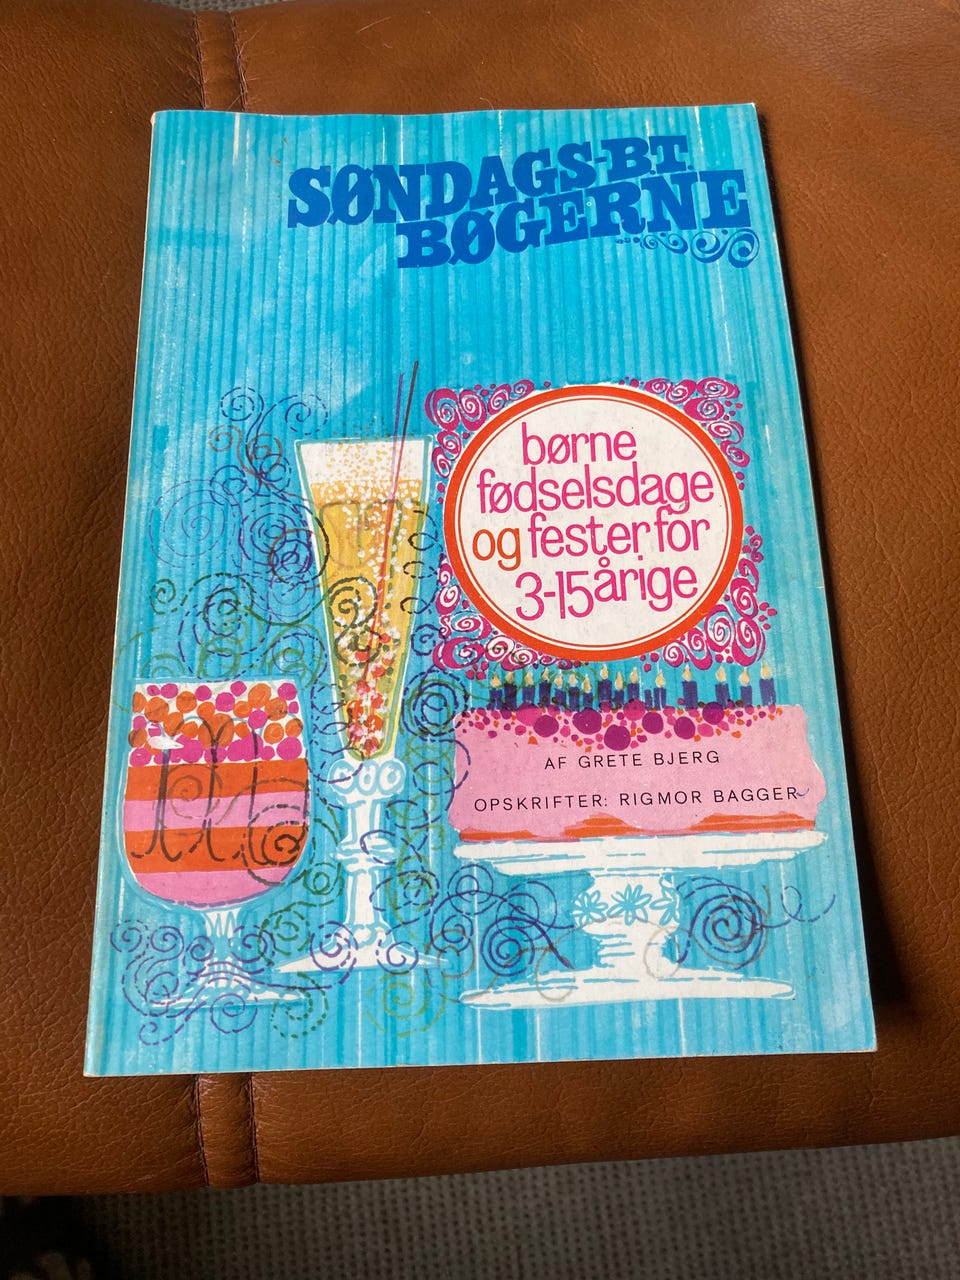 SØNDAGS-B.T.
BØGERNE
børne
fødselsdage
og fester for
3-15årige
AF GRETE BJERG
OPSKRIFTER: RIGMOR BAGGER